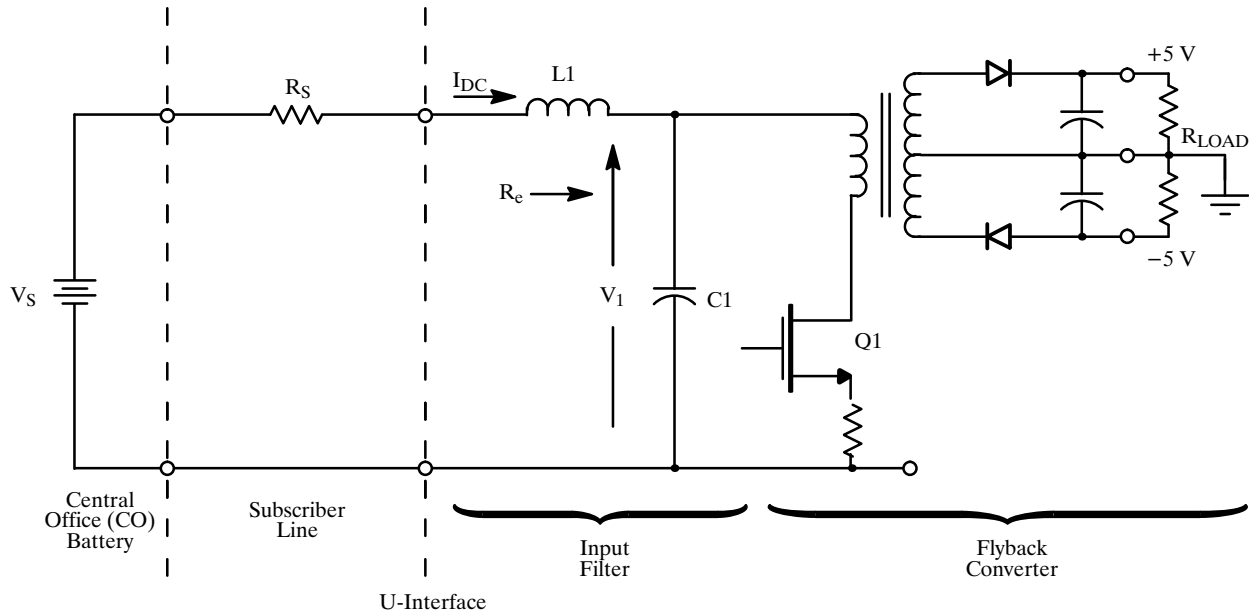 +5 V
I_DC
L1
R_S
R_LOAD
R_e
−5 V
V_S
V_1
C1
Q1
Central
Office (CO)
Battery
Subscriber
Line
Input
Filter
Flyback
Converter
U-Interface